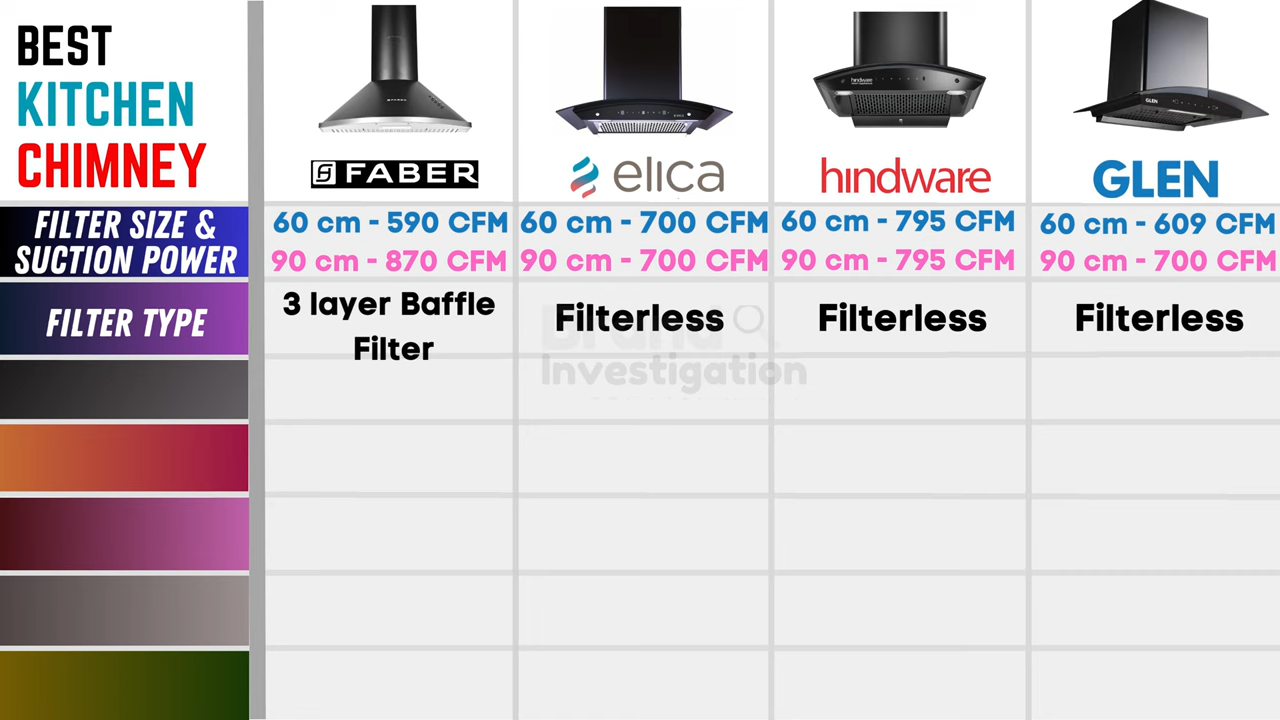 BEST
KITCHEN
CHIMNEY
FABER
elica
hindware
GLEN
FILTER SIZE &
SUCTION POWER
60 cm - 590 CFM
90 cm - 870 CFM
60 cm - 700 CFM
90 cm - 700 CFM
60 cm - 795 CFM
90 cm - 795 CFM
60 cm - 609 CFM
90 cm - 700 CFM
FILTER TYPE
3 layer Baffle
Filter
Filterless
Filterless
Filterless
Brand
Investigation
hindware
GLEN